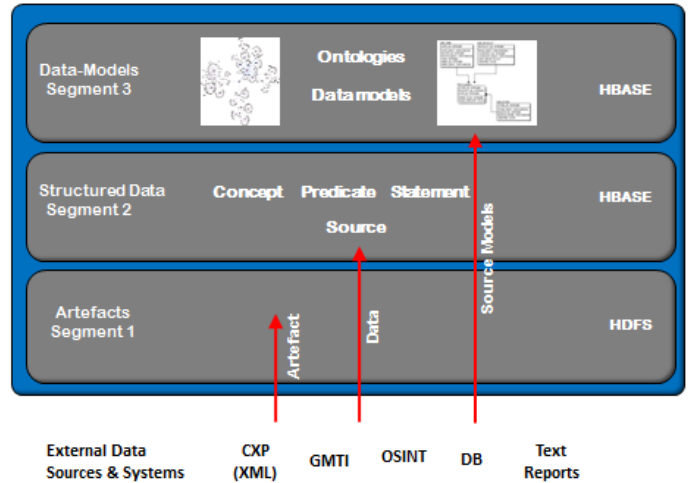 Data-Models
Segment 3
Ontologies
Data models
HBASE
Structured Data
Segment 2
Concept Predicate Statement
Source
HBASE
Source Models
Artefacts
Segment 1
Artefact
Data
HDFS
External Data
Sources & Systems
CXP
(XML)
GMTI
OSINT
DB
Text
Reports